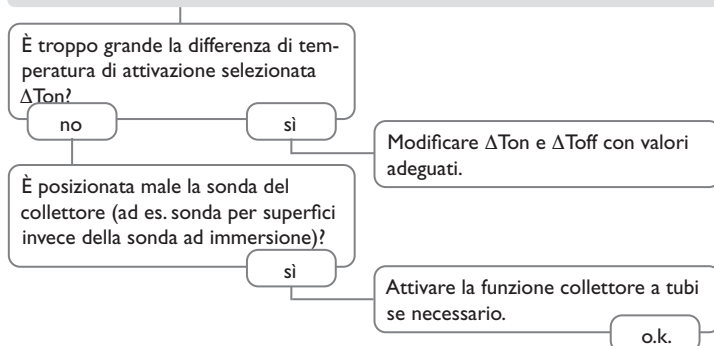 È troppo grande la differenza di tem-
peratura di attivazione selezionata
ΔTon?
no
sì
Modificare ΔTon e ΔToff con valori
adeguati.
È posizionata male la sonda del
collettore (ad es. sonda per superfici
invece della sonda ad immersione)?
sì
Attivare la funzione collettore a tubi
se necessario.
o.k.